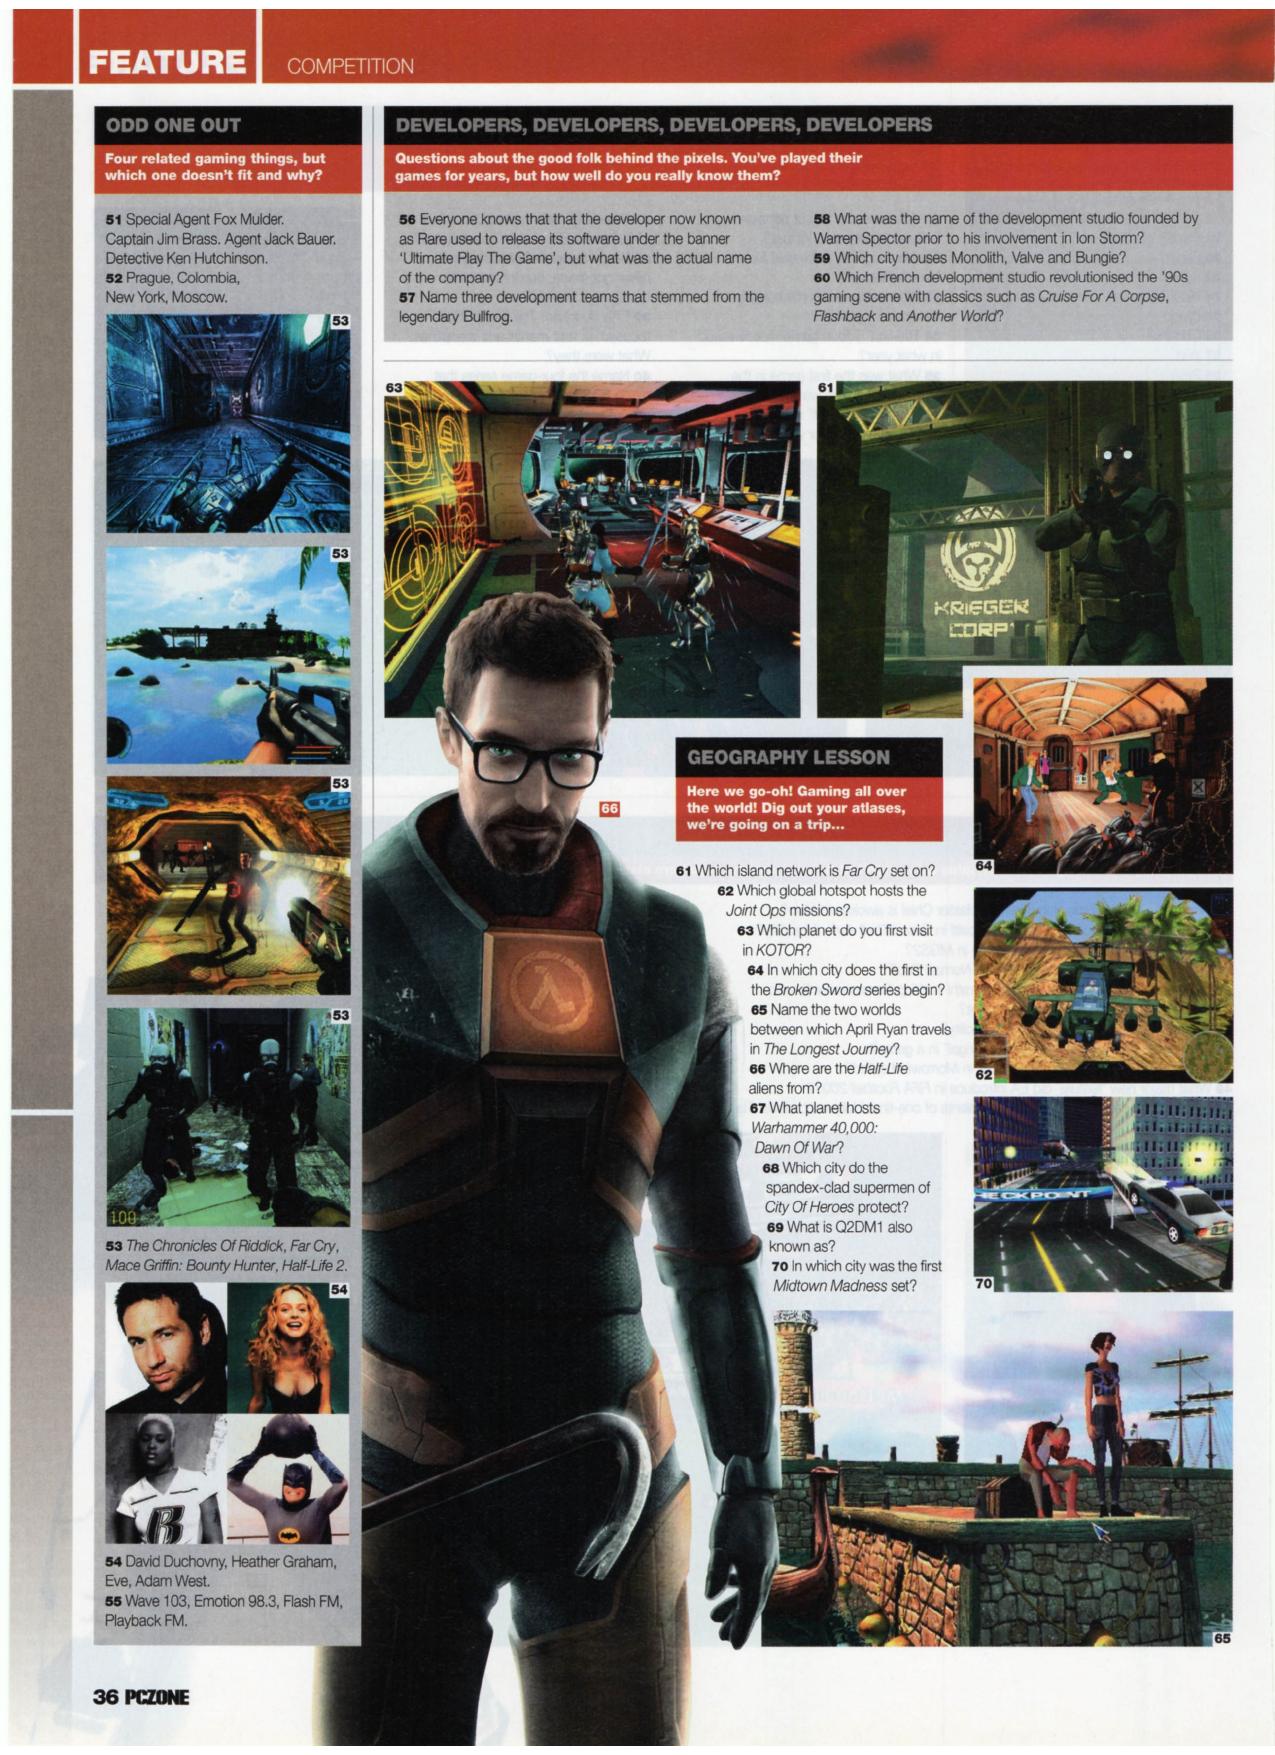 FEATURE
COMPETITION
ODD ONE OUT
Four related gaming things, but
which one doesn't fit and why?
51 Special Agent Fox Mulder.
Captain Jim Brass. Agent Jack Bauer.
Detective Ken Hutchinson.
52 Prague, Colombia,
New York, Moscow.
53
53
53
53
100
53 The Chronicles Of Riddick, Far Cry,
Mace Griffin: Bounty Hunter, Half-Life 2.
54
54 David Duchovny, Heather Graham,
Eve, Adam West.
55 Wave 103, Emotion 98.3, Flash FM,
Playback FM.
DEVELOPERS, DEVELOPERS, DEVELOPERS, DEVELOPERS
Questions about the good folk behind the pixels. You've played their
games for years, but how well do you really know them?
56 Everyone knows that that the developer now known
as Rare used to release its software under the banner
'Ultimate Play The Game', but what was the actual name
of the company?
57 Name three development teams that stemmed from the
legendary Bullfrog.
58 What was the name of the development studio founded by
Warren Spector prior to his involvement in Ion Storm?
59 Which city houses Monolith, Valve and Bungie?
60 Which French development studio revolutionised the '90s
gaming scene with classics such as Cruise For A Corpse,
Flashback and Another World?
63
61
KRIEGER
CORP
66
GEOGRAPHY LESSON
Here we go-oh! Gaming all over
the world! Dig out your atlases,
we're going on a trip...
61 Which island network is Far Cry set on?
62 Which global hotspot hosts the
Joint Ops missions?
63 Which planet do you first visit
in KOTOR?
64 In which city does the first in
the Broken Sword series begin?
65 Name the two worlds
between which April Ryan travels
in The Longest Journey?
66 Where are the Half-Life
aliens from?
67 What planet hosts
Warhammer 40,000:
Dawn Of War?
68 Which city do the
spandex-clad supermen of
City Of Heroes protect?
69 What is Q2DM1 also
known as?
70 In which city was the first
Midtown Madness set?
64
62
HECKPOINT
70
65
36 PCZONE